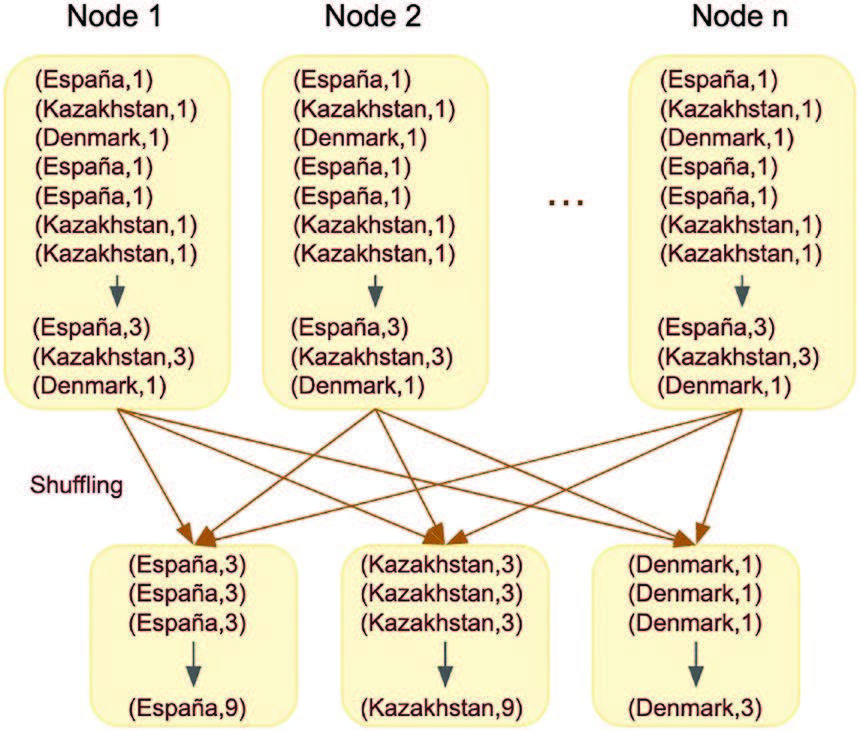 Node 1
Node 2
Node n
(España,1)
(Kazakhstan,1)
(Denmark,1)
(España,1)
(España,1)
(Kazakhstan,1)
(Kazakhstan,1)
(España,3)
(Kazakhstan,3)
(Denmark,1)
(España,1)
(Kazakhstan,1)
(Denmark,1)
(España,1)
(España,1)
(Kazakhstan,1)
(Kazakhstan,1)
(España,3)
(Kazakhstan,3)
(Denmark,1)
...
(España,1)
(Kazakhstan,1)
(Denmark,1)
(España,1)
(España,1)
(Kazakhstan,1)
(Kazakhstan,1)
(España,3)
(Kazakhstan,3)
(Denmark,1)
Shuffling
(España,3)
(España,3)
(España,3)
(España,9)
(Kazakhstan,3)
(Kazakhstan,3)
(Kazakhstan,3)
(Kazakhstan,9)
(Denmark,1)
(Denmark,1)
(Denmark,1)
(Denmark,3)